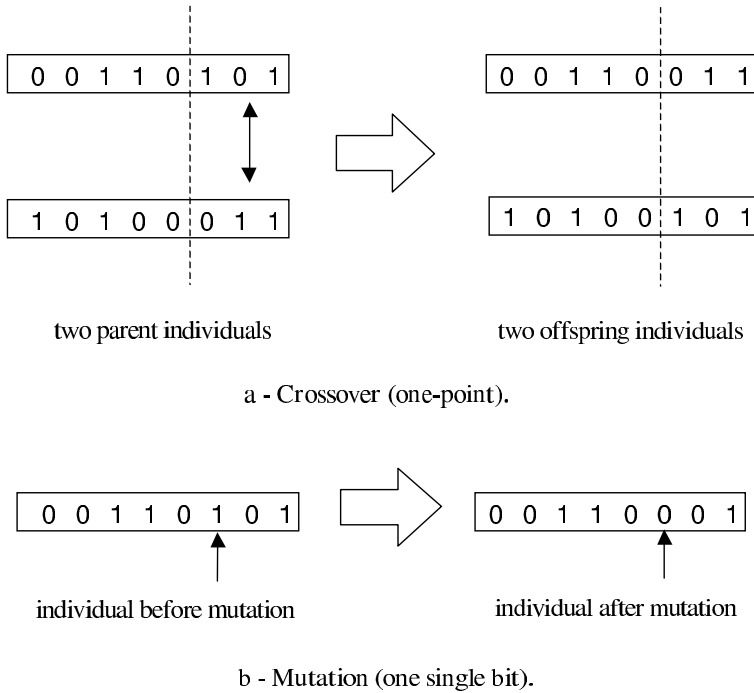 0 0 1 1 0 1 0 1
0 0 1 1 0 0 1 1
1 0 1 0 0 0 1 1
1 0 1 0 0 1 0 1
two parent individuals
two offspring individuals
a - Crossover (one-point).
0 0 1 1 0 1 0 1
0 0 1 1 0 0 0 1
individual before mutation
individual after mutation
b - Mutation (one single bit).